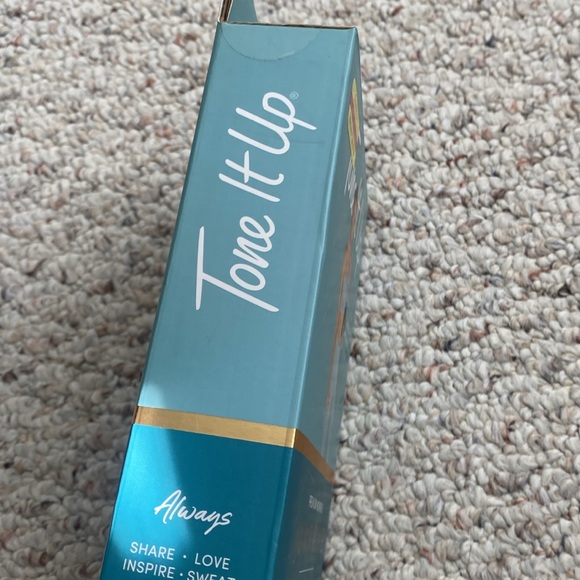 Tone It Up®
Always
SHARE • LOVE
INSPIRE • SWEAT